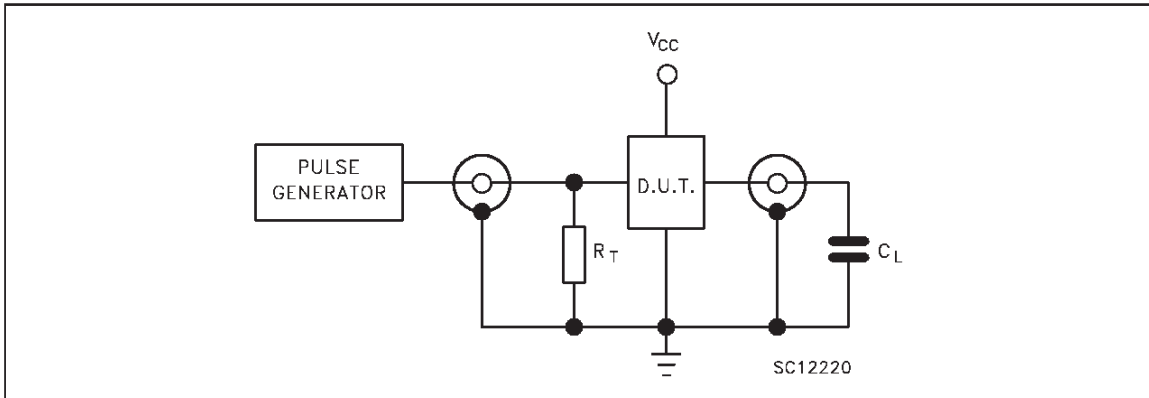 VCC
PULSE
GENERATOR
D.U.T.
RT
CL
SC12220